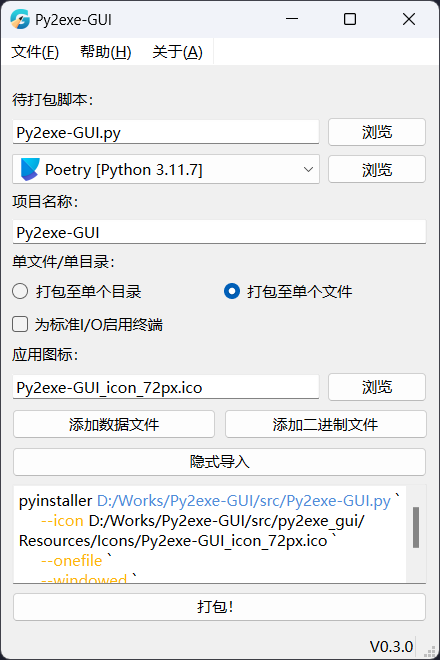 Py2exe-GUI
文件(F) 帮助(H) 关于(A)
待打包脚本：
Py2exe-GUI.py 浏览
Poetry [Python 3.11.7] 浏览
项目名称：
Py2exe-GUI
单文件/单目录：
打包至单个目录 打包至单个文件
为标准I/O启用终端
应用图标：
Py2exe-GUI_icon_72px.ico 浏览
添加数据文件 添加二进制文件
隐式导入
pyinstaller D:/Works/Py2exe-GUI/src/Py2exe-GUI.py `
--icon D:/Works/Py2exe-GUI/src/py2exe_gui/
Resources/Icons/Py2exe-GUI_icon_72px.ico `
--onefile `
--windowed `
打包！
V0.3.0